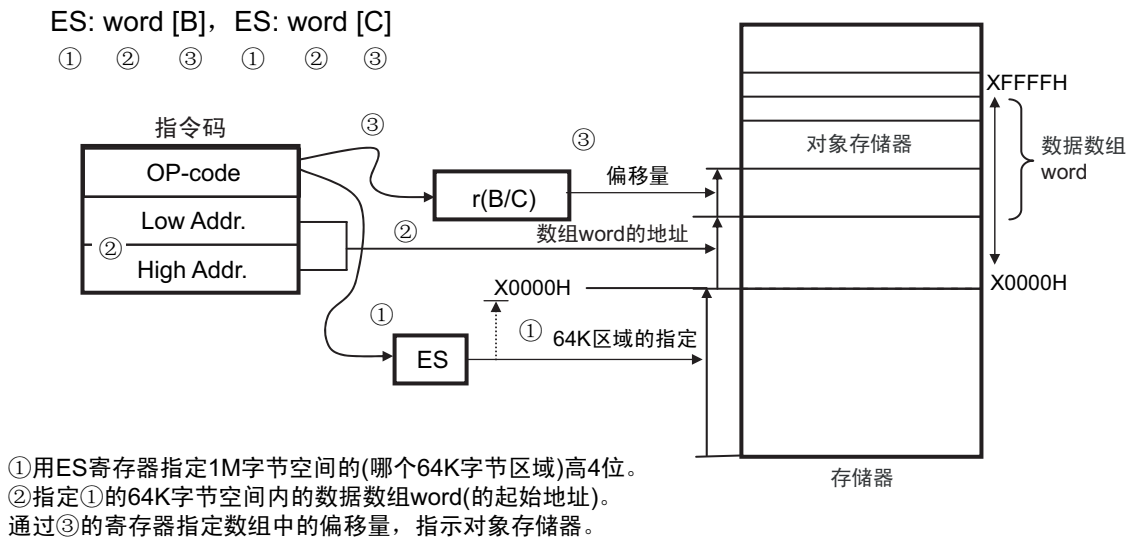 ES: word [B]，ES: word [C]
① ② ③ ① ② ③
指令码
OP-code
Low Addr.
②
High Addr.
③
r(B/C)
③
偏移量
②
数组word的地址
X0000H
①
ES
①
64K区域的指定
XFFFFH
对象存储器
数据数组
word
X0000H
存储器
①用ES寄存器指定1M字节空间的(哪个64K字节区域)高4位。
②指定①的64K字节空间内的数据数组word(的起始地址)。
通过③的寄存器指定数组中的偏移量，指示对象存储器。